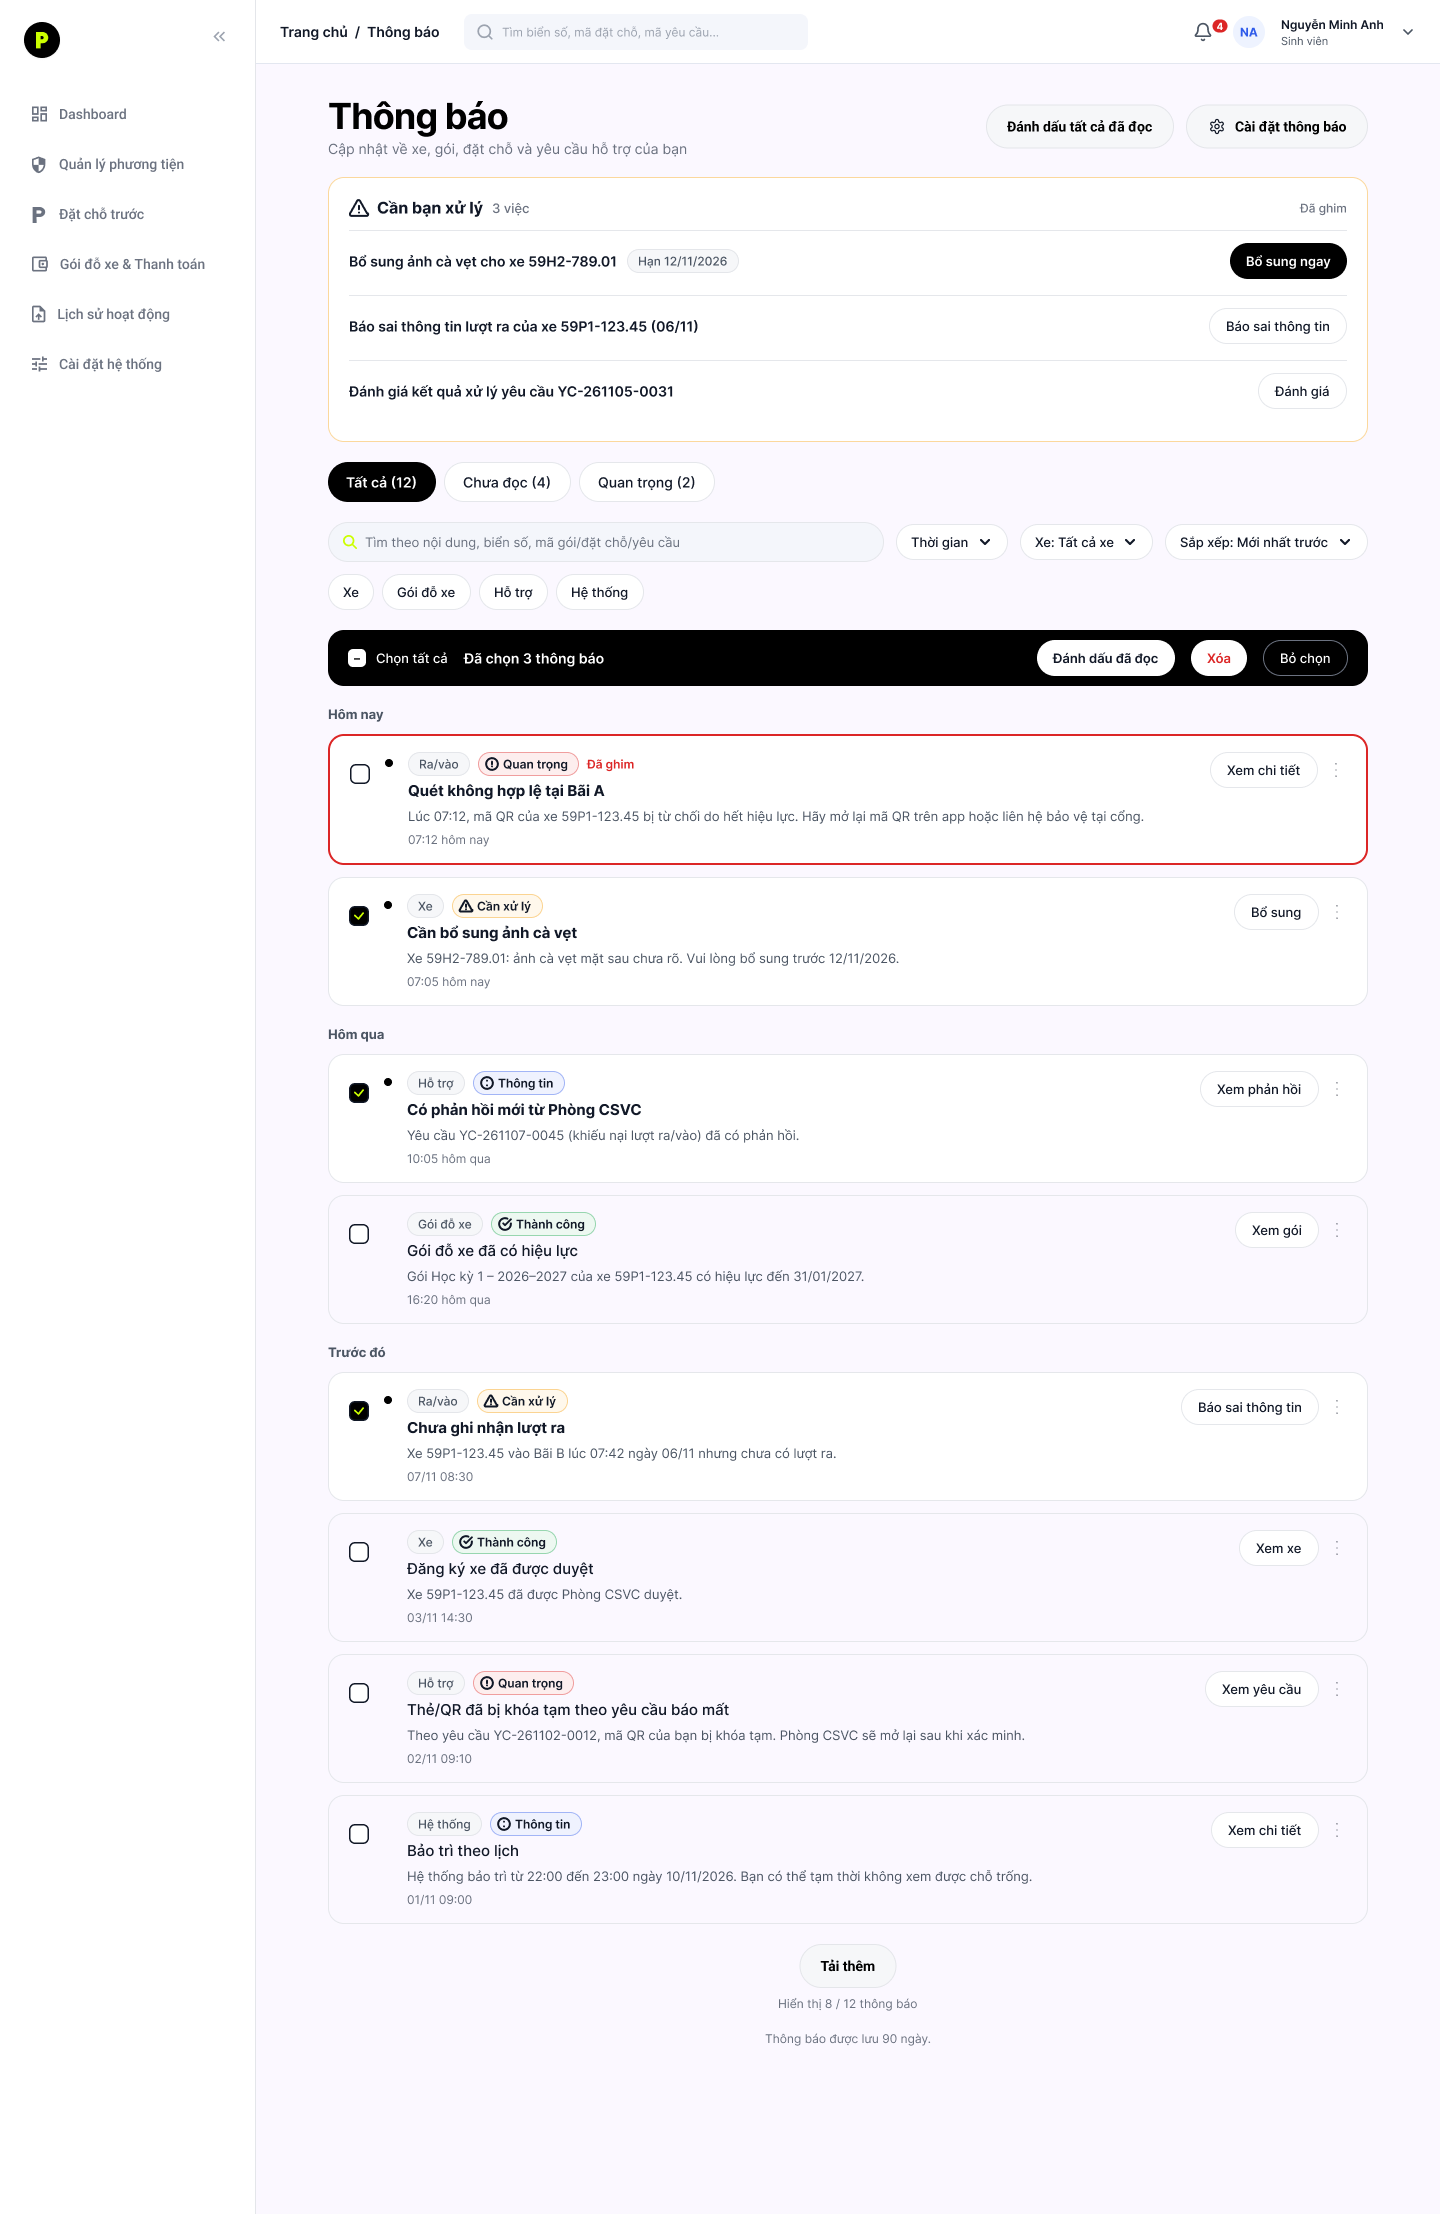 P
Trang chủ / Thông báo
Tìm biển số, mã đặt chỗ, mã yêu cầu...
4
NA
Nguyễn Minh Anh
Sinh viên
Dashboard
Quản lý phương tiện
Đặt chỗ trước
Gói đỗ xe & Thanh toán
Lịch sử hoạt động
Cài đặt hệ thống
Thông báo
Cập nhật về xe, gói, đặt chỗ và yêu cầu hỗ trợ của bạn
Đánh dấu tất cả đã đọc
Cài đặt thông báo
Cần bạn xử lý 3 việc
Đã ghim
Bổ sung ảnh cà vẹt cho xe 59H2-789.01 Hạn 12/11/2026
Bổ sung ngay
Báo sai thông tin lượt ra của xe 59P1-123.45 (06/11)
Báo sai thông tin
Đánh giá kết quả xử lý yêu cầu YC-261105-0031
Đánh giá
Tất cả (12)
Chưa đọc (4)
Quan trọng (2)
Tìm theo nội dung, biển số, mã gói/đặt chỗ/yêu cầu
Thời gian
Xe: Tất cả xe
Sắp xếp: Mới nhất trước
Xe
Gói đỗ xe
Hỗ trợ
Hệ thống
Chọn tất cả Đã chọn 3 thông báo
Đánh dấu đã đọc
Xóa
Bỏ chọn
Hôm nay
Ra/vào Quan trọng Đã ghim
Quét không hợp lệ tại Bãi A
Lúc 07:12, mã QR của xe 59P1-123.45 bị từ chối do hết hiệu lực. Hãy mở lại mã QR trên app hoặc liên hệ bảo vệ tại cổng.
07:12 hôm nay
Xem chi tiết
Xe Cần xử lý
Cần bổ sung ảnh cà vẹt
Xe 59H2-789.01: ảnh cà vẹt mặt sau chưa rõ. Vui lòng bổ sung trước 12/11/2026.
07:05 hôm nay
Bổ sung
Hôm qua
Hỗ trợ Thông tin
Có phản hồi mới từ Phòng CSVC
Yêu cầu YC-261107-0045 (khiếu nại lượt ra/vào) đã có phản hồi.
10:05 hôm qua
Xem phản hồi
Gói đỗ xe Thành công
Gói đỗ xe đã có hiệu lực
Gói Học kỳ 1 – 2026–2027 của xe 59P1-123.45 có hiệu lực đến 31/01/2027.
16:20 hôm qua
Xem gói
Trước đó
Ra/vào Cần xử lý
Chưa ghi nhận lượt ra
Xe 59P1-123.45 vào Bãi B lúc 07:42 ngày 06/11 nhưng chưa có lượt ra.
07/11 08:30
Báo sai thông tin
Xe Thành công
Đăng ký xe đã được duyệt
Xe 59P1-123.45 đã được Phòng CSVC duyệt.
03/11 14:30
Xem xe
Hỗ trợ Quan trọng
Thẻ/QR đã bị khóa tạm theo yêu cầu báo mất
Theo yêu cầu YC-261102-0012, mã QR của bạn bị khóa tạm. Phòng CSVC sẽ mở lại sau khi xác minh.
02/11 09:10
Xem yêu cầu
Hệ thống Thông tin
Bảo trì theo lịch
Hệ thống bảo trì từ 22:00 đến 23:00 ngày 10/11/2026. Bạn có thể tạm thời không xem được chỗ trống.
01/11 09:00
Xem chi tiết
Tải thêm
Hiển thị 8 / 12 thông báo
Thông báo được lưu 90 ngày.